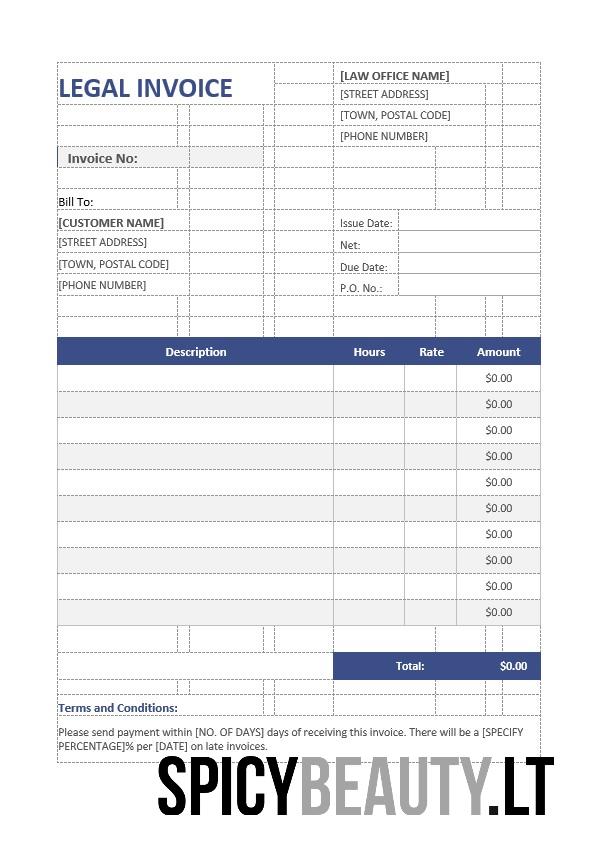 LEGAL INVOICE
[LAW OFFICE NAME]
[STREET ADDRESS]
[TOWN, POSTAL CODE]
[PHONE NUMBER]
Invoice No:
Bill To:
[CUSTOMER NAME]
[STREET ADDRESS]
[TOWN, POSTAL CODE]
[PHONE NUMBER]
Issue Date:
Net:
Due Date:
P.O. No.:
Description Hours Rate Amount
$0.00
$0.00
$0.00
$0.00
$0.00
$0.00
$0.00
$0.00
$0.00
$0.00
Total: $0.00
Terms and Conditions:
Please send payment within [NO. OF DAYS] days of receiving this invoice. There will be a [SPECIFY
PERCENTAGE]% per [DATE] on late invoices.
SPICYBEAUTY.LT